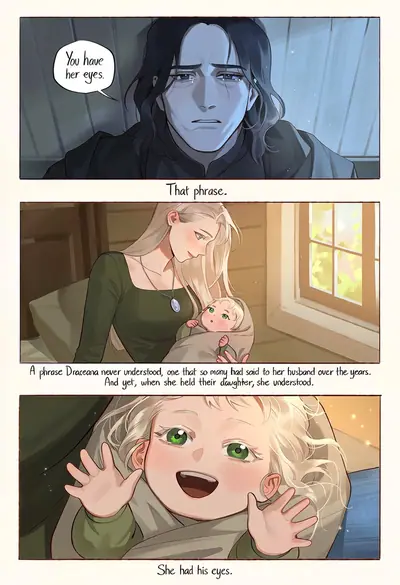 You have
her eyes.
That phrase.
A phrase Draceana never understood, one that so many had said to her husband over the years.
And yet, when she held their daughter, she understood.
She had his eyes.